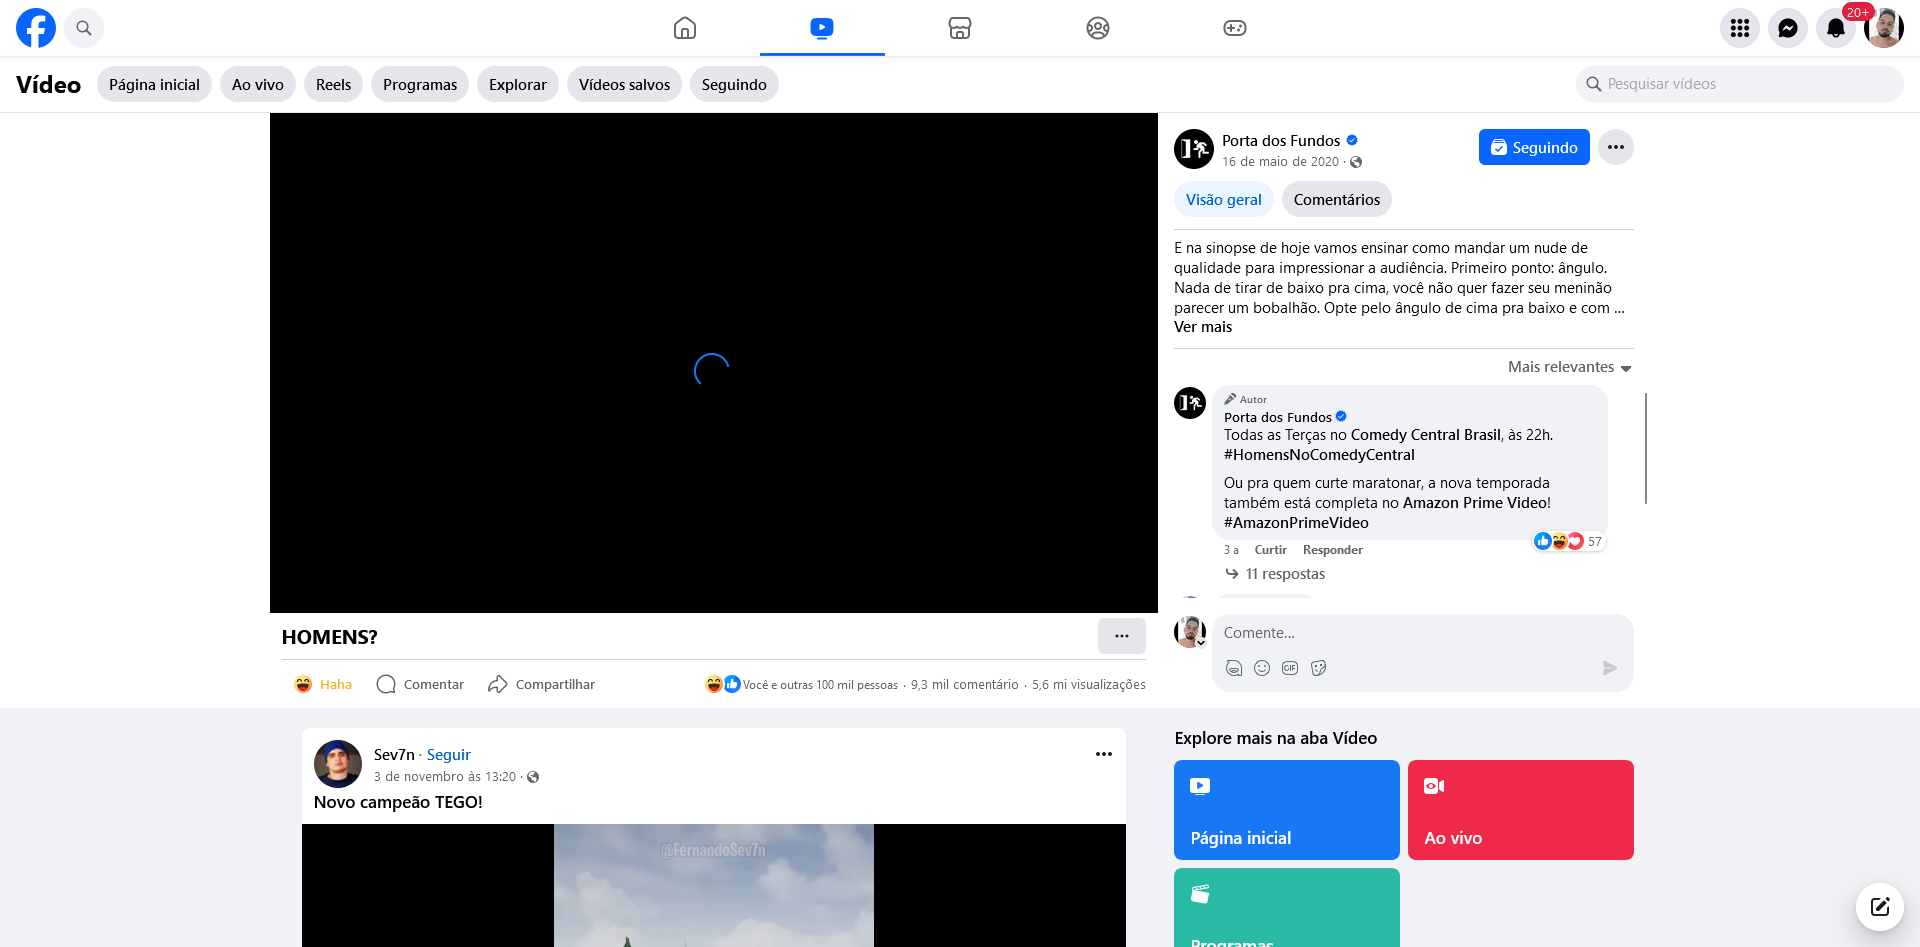 20+
Vídeo
Página inicial
Ao vivo
Reels
Programas
Explorar
Vídeos salvos
Seguindo
Pesquisar vídeos
Porta dos Fundos
16 de maio de 2020 ·
Seguindo
Visão geral
Comentários
E na sinopse de hoje vamos ensinar como mandar um nude de
qualidade para impressionar a audiência. Primeiro ponto: ângulo.
Nada de tirar de baixo pra cima, você não quer fazer seu meninão
parecer um bobalhão. Opte pelo ângulo de cima pra baixo e com ...
Ver mais
Mais relevantes
Autor
Porta dos Fundos
Todas as Terças no Comedy Central Brasil, às 22h.
#HomensNoComedyCentral
Ou pra quem curte maratonar, a nova temporada
também está completa no Amazon Prime Video!
#AmazonPrimeVideo
57
3 a Curtir Responder
11 respostas
Comente...
GIF
HOMENS?
Haha
Comentar
Compartilhar
Você e outras 100 mil pessoas · 9,3 mil comentário · 5,6 mi visualizações
Sev7n · Seguir
3 de novembro às 13:20 ·
Novo campeão TEGO!
@FernandoSev7n
Explore mais na aba Vídeo
Página inicial
Ao vivo
Programas